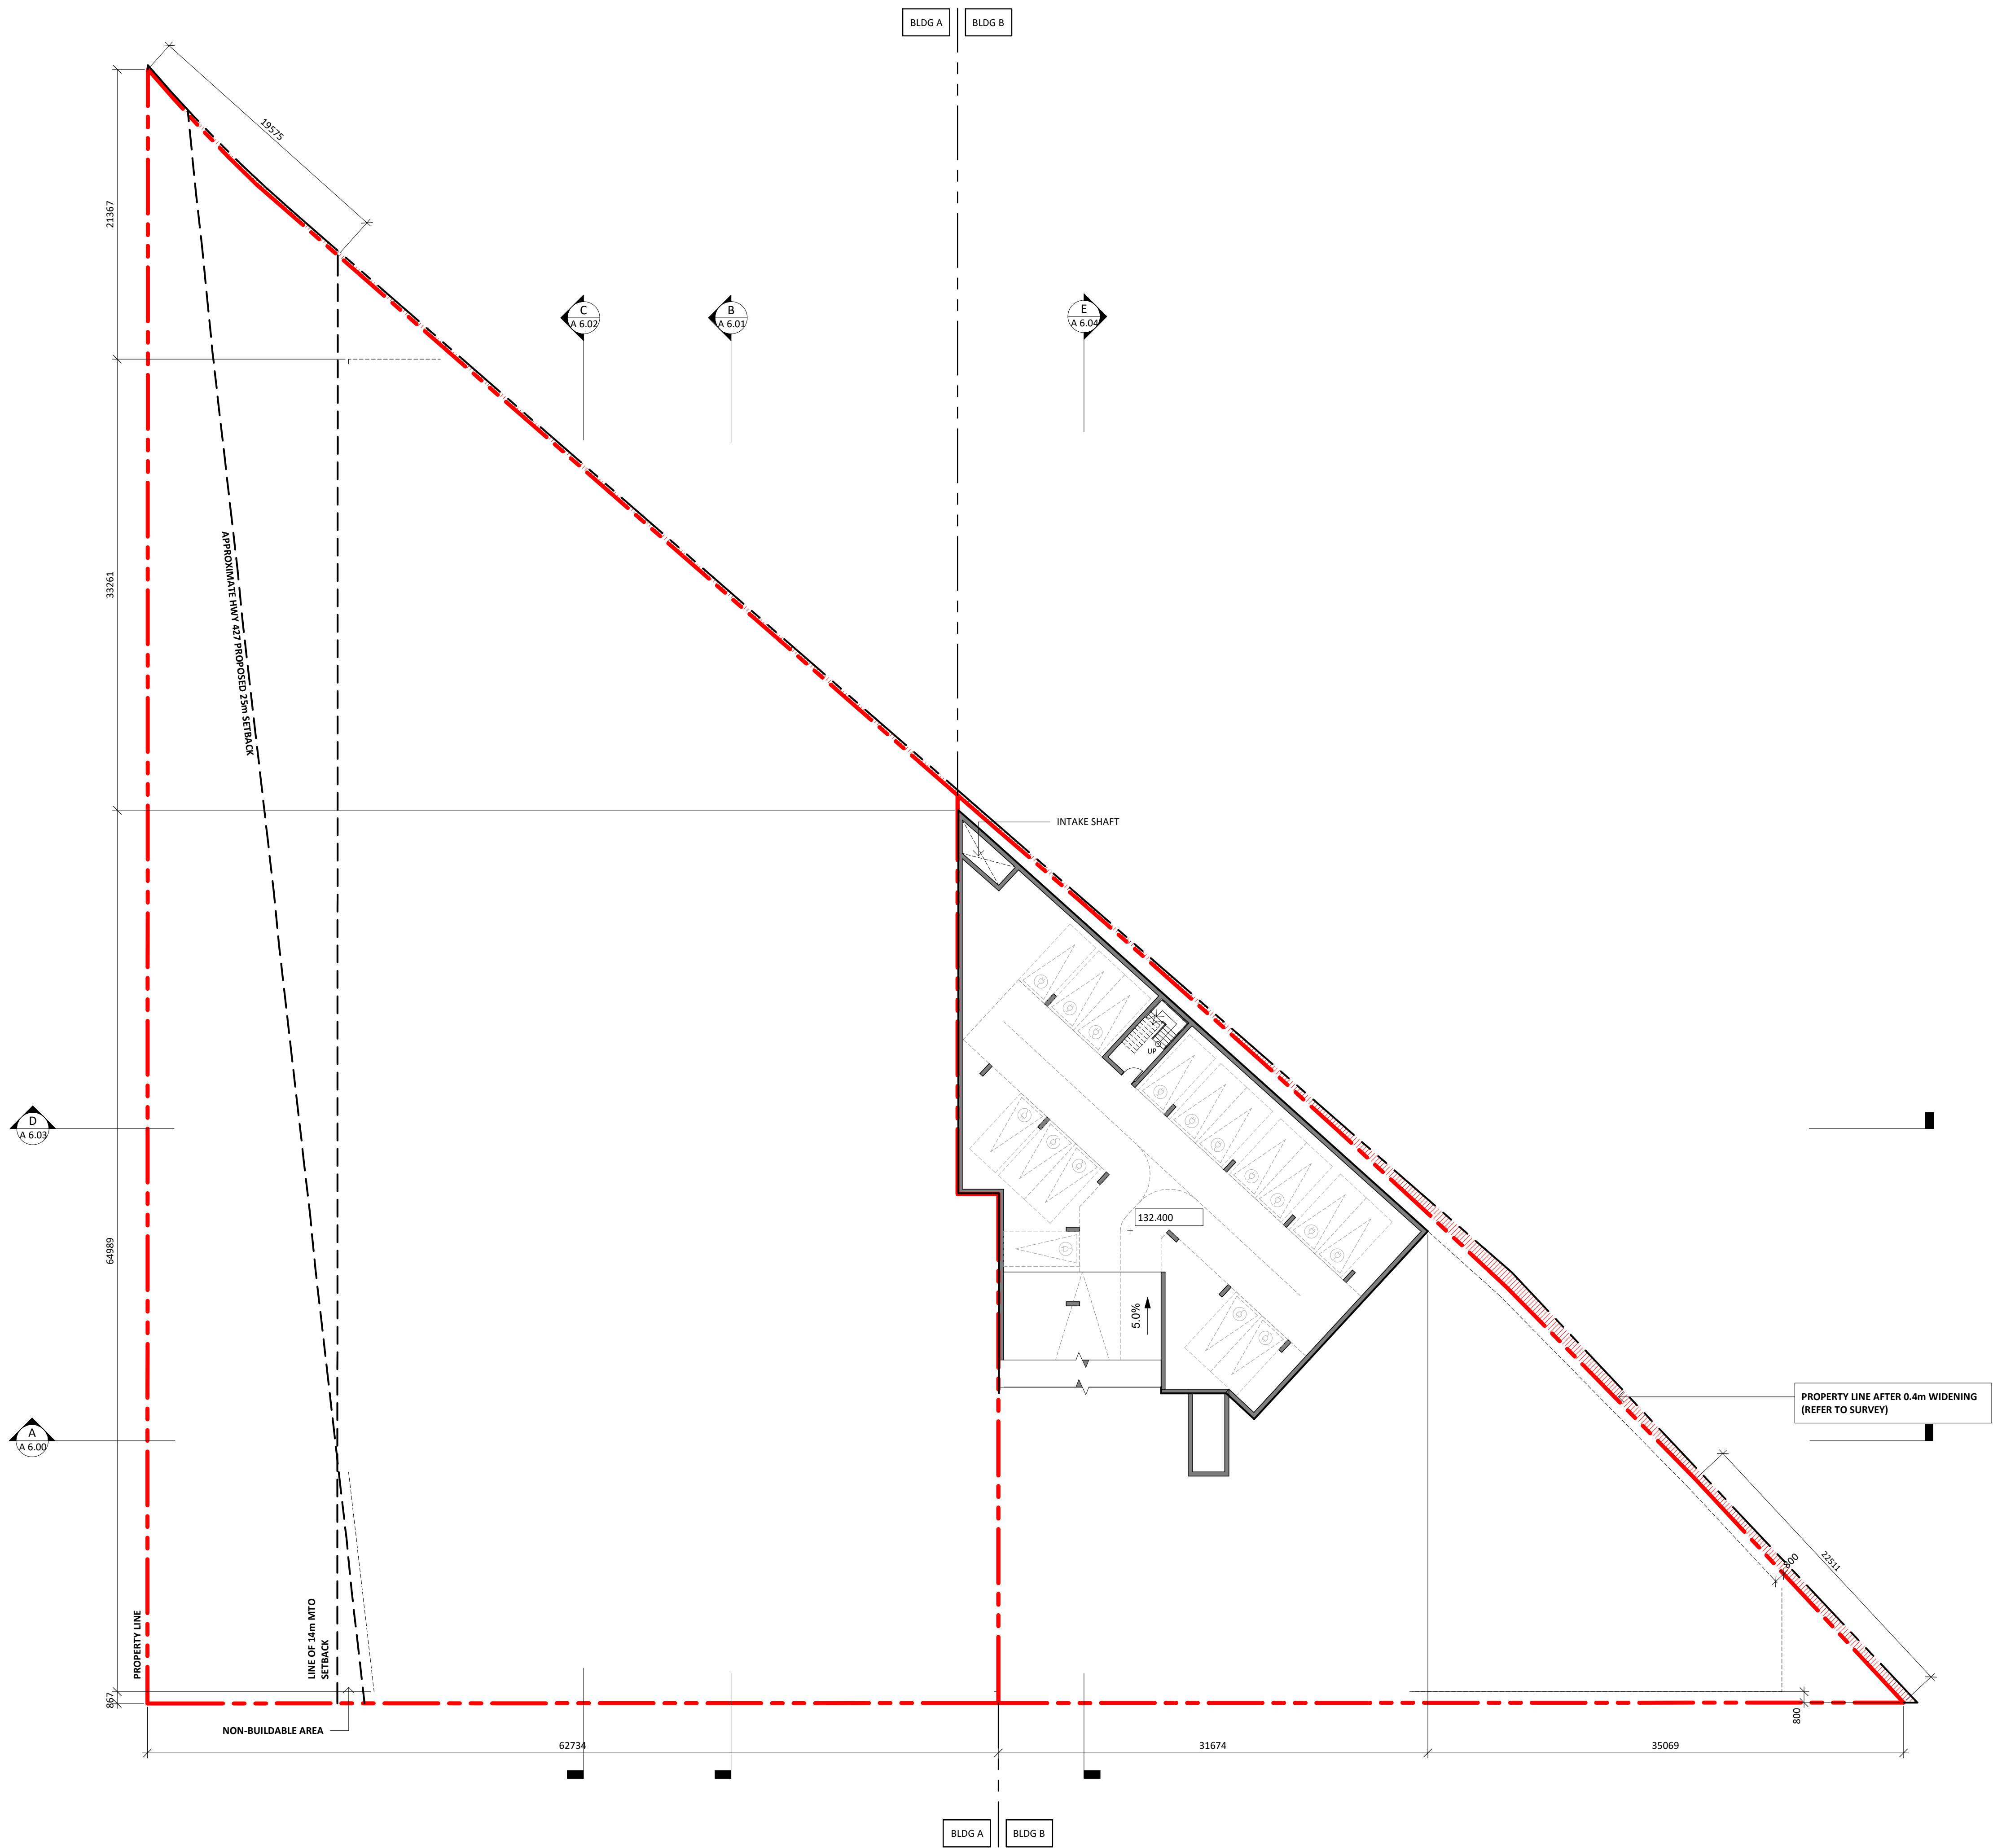 BLDG A
BLDG B
19575
21367
C
A 6.02
B
A 6.01
E
A 6.04
APPROXIMATE HWY 427 PROPOSED 25m SETBACK
33261
INTAKE SHAFT
UP
D
A 6.03
132.400
64989
5.0%
PROPERTY LINE AFTER 0.4m WIDENING
(REFER TO SURVEY)
A
A 6.00
22511
800
PROPERTY LINE
LINE OF 14m MTO
SETBACK
867
800
NON-BUILDABLE AREA
62734
31674
35069
BLDG A
BLDG B